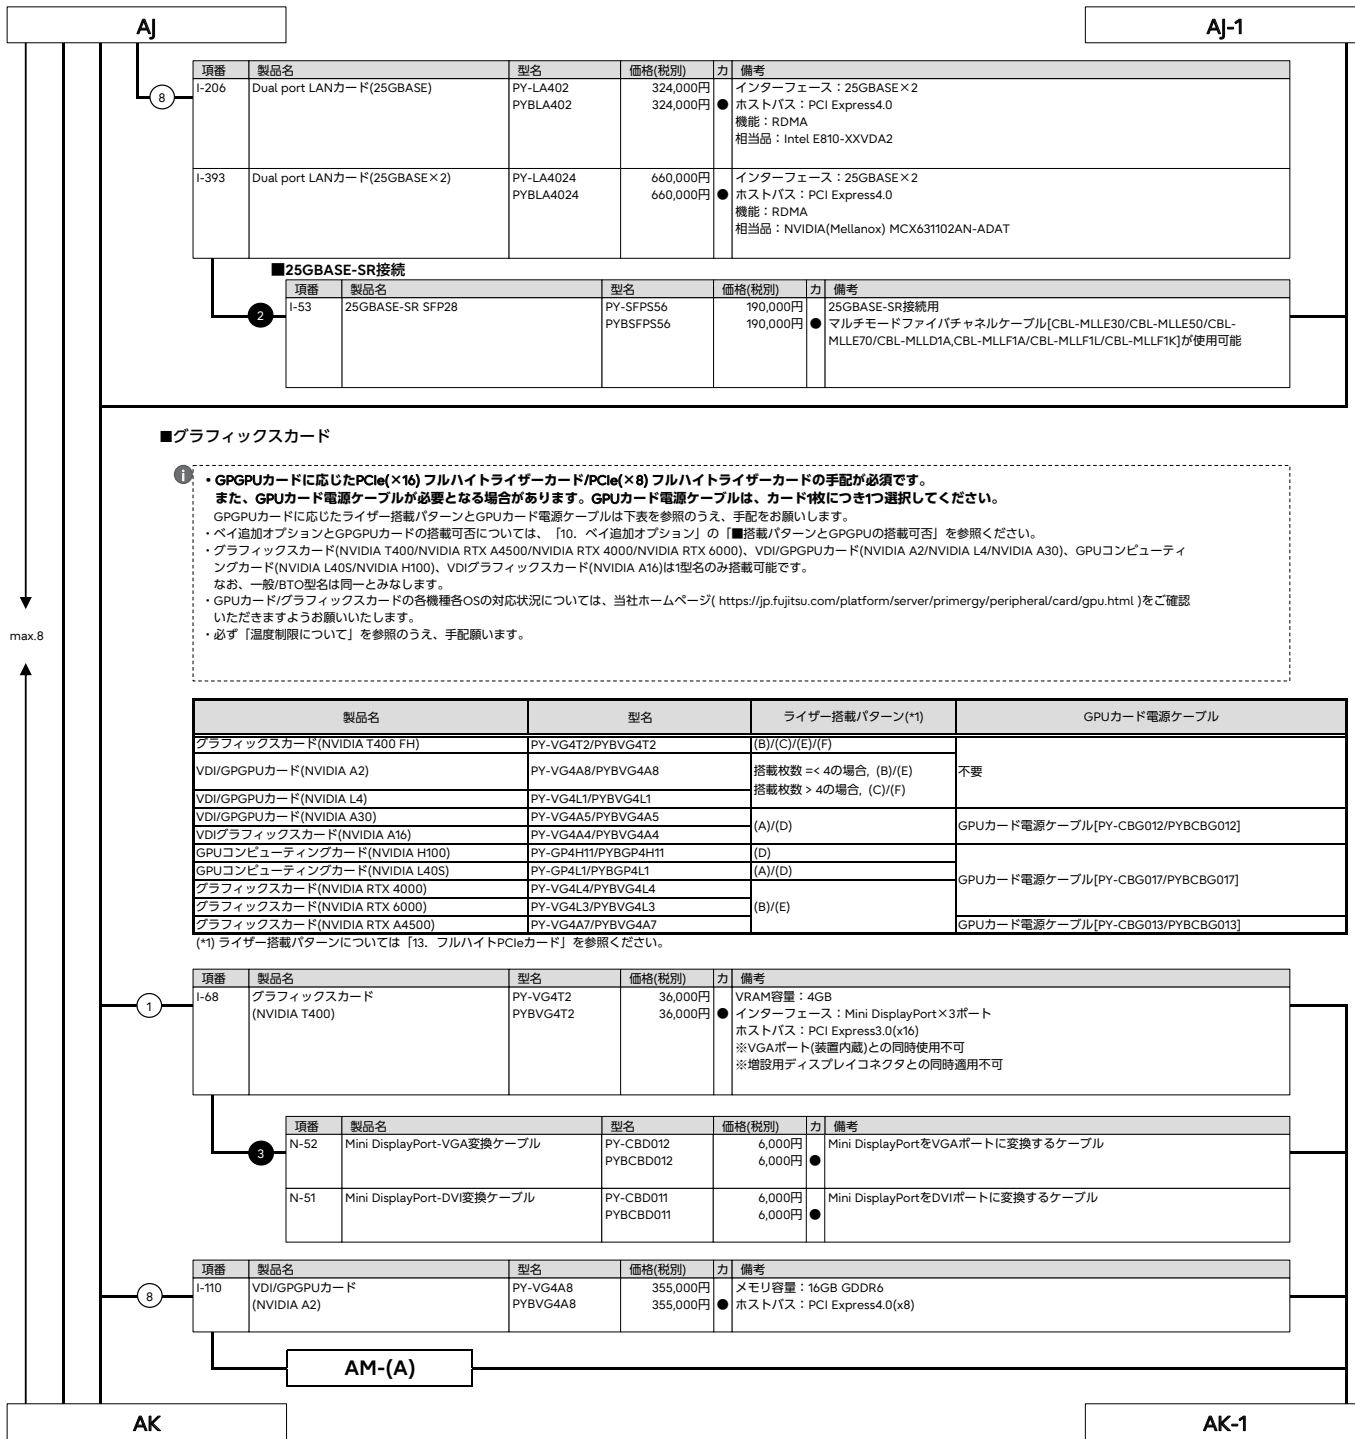 AJ
AJ-1
項番 製品名 型名 価格(税別) カ 備考
8
I-206 Dual port LANカード(25GBASE) PY-LA402 324,000円 インターフェース：25GBASE×2
PYBLA402 324,000円 ● ホストバス：PCI Express4.0
機能：RDMA
相当品：Intel E810-XXVDA2
I-393 Dual port LANカード(25GBASE×2) PY-LA4024 660,000円 インターフェース：25GBASE×2
PYBLA4024 660,000円 ● ホストバス：PCI Express4.0
機能：RDMA
相当品：NVIDIA(Mellanox) MCX631102AN-ADAT
■25GBASE-SR接続
項番 製品名 型名 価格(税別) カ 備考
2
I-53 25GBASE-SR SFP28 PY-SFPS56 190,000円 25GBASE-SR接続用
PYBSFPS56 190,000円 ● マルチモードファイバチャネルケーブル[CBL-MLLE30/CBL-MLLE50/CBL-
MLLE70/CBL-MLLD1A,CBL-MLLF1A/CBL-MLLF1L/CBL-MLLF1K]が使用可能
max.8
■グラフィックスカード
i
・GPGPUカードに応じたPCIe(×16) フルハイトライザーカード/PCIe(×8) フルハイトライザーカードの手配が必須です。
また、GPUカード電源ケーブルが必要となる場合があります。GPUカード電源ケーブルは、カード1枚につき1つ選択してください。
GPGPUカードに応じたライザー搭載パターンとGPUカード電源ケーブルは下表を参照のうえ、手配をお願いします。
・ベイ追加オプションとGPGPUカードの搭載可否については、「10．ベイ追加オプション」の「■搭載パターンとGPGPUの搭載可否」を参照ください。
・グラフィックスカード(NVIDIA T400/NVIDIA RTX A4500/NVIDIA RTX 4000/NVIDIA RTX 6000)、VDI/GPGPUカード(NVIDIA A2/NVIDIA L4/NVIDIA A30)、GPUコンピューティ
ングカード(NVIDIA L40S/NVIDIA H100)、VDIグラフィックスカード(NVIDIA A16)は1型名のみ搭載可能です。
なお、一般/BTO型名は同一とみなします。
・GPUカード/グラフィックスカードの各機種各OSの対応状況については、当社ホームページ( https://jp.fujitsu.com/platform/server/primergy/peripheral/card/gpu.html )をご確認
いただきますようお願いいたします。
・必ず「温度制限について」を参照のうえ、手配願います。
製品名 型名 ライザー搭載パターン(*1) GPUカード電源ケーブル
グラフィックスカード(NVIDIA T400 FH) PY-VG4T2/PYBVG4T2 (B)/(C)/(E)/(F) 不要
VDI/GPGPUカード(NVIDIA A2) PY-VG4A8/PYBVG4A8 搭載枚数 =< 4の場合, (B)/(E)
搭載枚数 > 4の場合, (C)/(F)
VDI/GPGPUカード(NVIDIA L4) PY-VG4L1/PYBVG4L1
VDI/GPGPUカード(NVIDIA A30) PY-VG4A5/PYBVG4A5 (A)/(D) GPUカード電源ケーブル[PY-CBG012/PYBCBG012]
VDIグラフィックスカード(NVIDIA A16) PY-VG4A4/PYBVG4A4
GPUコンピューティングカード(NVIDIA H100) PY-GP4H11/PYBGP4H11 (D) GPUカード電源ケーブル[PY-CBG017/PYBCBG017]
GPUコンピューティングカード(NVIDIA L40S) PY-GP4L1/PYBGP4L1 (A)/(D)
グラフィックスカード(NVIDIA RTX 4000) PY-VG4L4/PYBVG4L4 (B)/(E)
グラフィックスカード(NVIDIA RTX 6000) PY-VG4L3/PYBVG4L3
グラフィックスカード(NVIDIA RTX A4500) PY-VG4A7/PYBVG4A7 GPUカード電源ケーブル[PY-CBG013/PYBCBG013]
(*1) ライザー搭載パターンについては「13．フルハイトPCIeカード」を参照ください。
項番 製品名 型名 価格(税別) カ 備考
1
I-68 グラフィックスカード PY-VG4T2 36,000円 VRAM容量：4GB
(NVIDIA T400) PYBVG4T2 36,000円 ● インターフェース：Mini DisplayPort×3ポート
ホストバス：PCI Express3.0(x16)
※VGAポート(装置内蔵)との同時使用不可
※増設用ディスプレイコネクタとの同時適用不可
項番 製品名 型名 価格(税別) カ 備考
3
N-52 Mini DisplayPort-VGA変換ケーブル PY-CBD012 6,000円 Mini DisplayPortをVGAポートに変換するケーブル
PYBCBD012 6,000円 ●
N-51 Mini DisplayPort-DVI変換ケーブル PY-CBD011 6,000円 Mini DisplayPortをDVIポートに変換するケーブル
PYBCBD011 6,000円 ●
項番 製品名 型名 価格(税別) カ 備考
8
I-110 VDI/GPGPUカード PY-VG4A8 355,000円 メモリ容量：16GB GDDR6
(NVIDIA A2) PYBVG4A8 355,000円 ● ホストバス：PCI Express4.0(x8)
AM-(A)
AK
AK-1